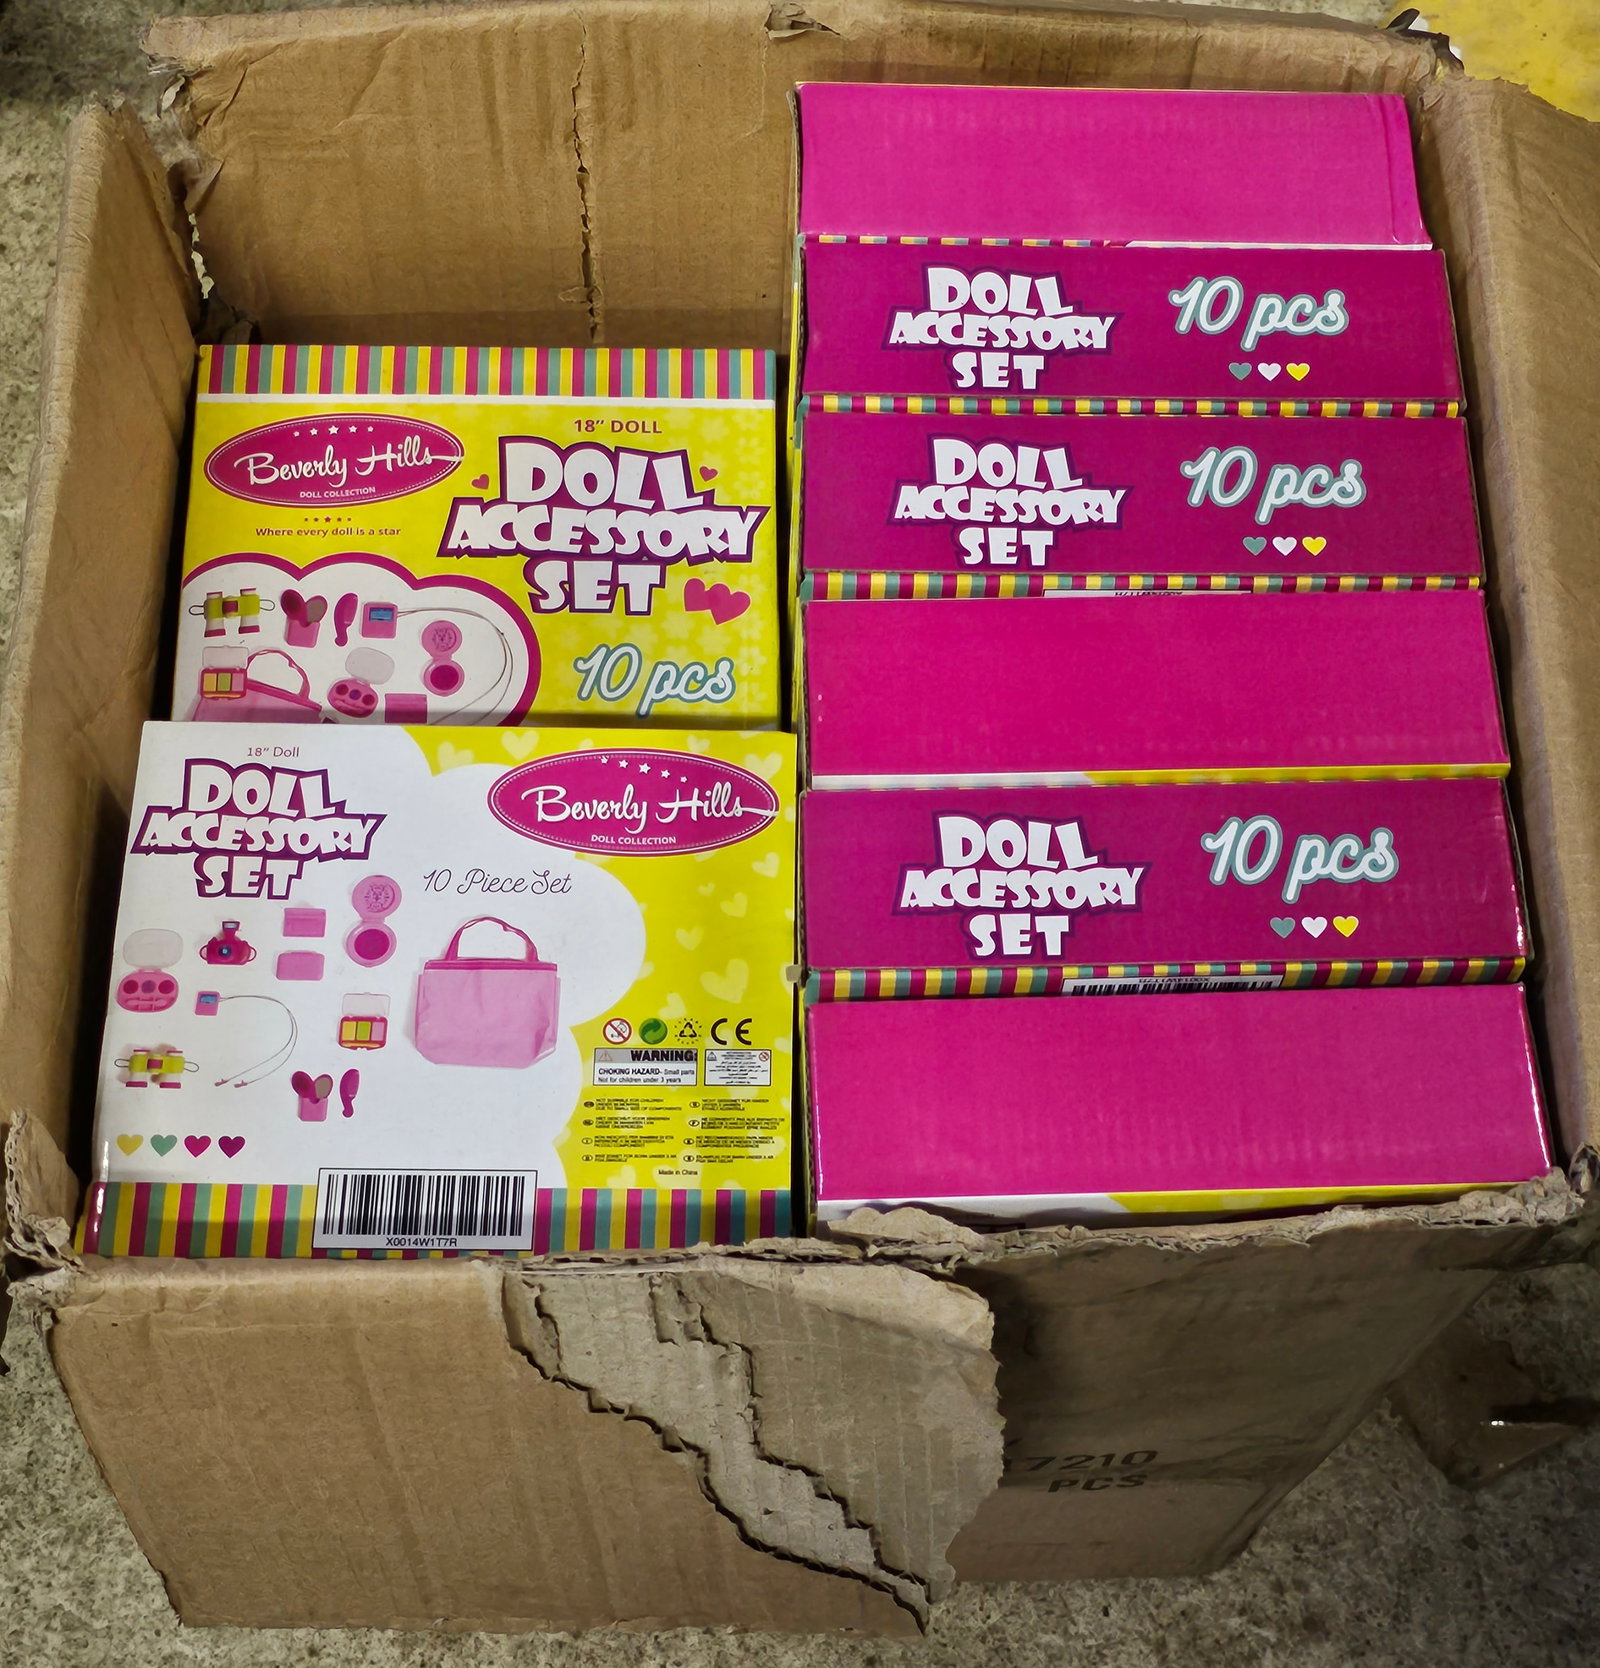 18” DOLL
Beverly Hills
DOLL COLLECTION
Where every doll is a star
DOLL
ACCESSORY
SET
10 pcs
18” Doll
DOLL
ACCESSORY
SET
Beverly Hills
DOLL COLLECTION
10 Piece Set
CE
WARNING:
CHOKING HAZARD- Small parts
Not for children under 3 years
Made in China
X0014W1T7R
DOLL
ACCESSORY
SET
10 pcs
DOLL
ACCESSORY
SET
10 pcs
DOLL
ACCESSORY
SET
10 pcs
X0014W1T7R
7210
PCS